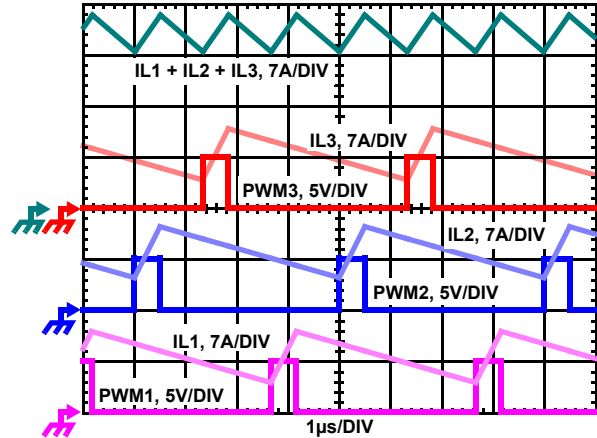 IL1 + IL2 + IL3, 7A/DIV
IL3, 7A/DIV
PWM3, 5V/DIV
IL2, 7A/DIV
PWM2, 5V/DIV
IL1, 7A/DIV
PWM1, 5V/DIV
1µs/DIV